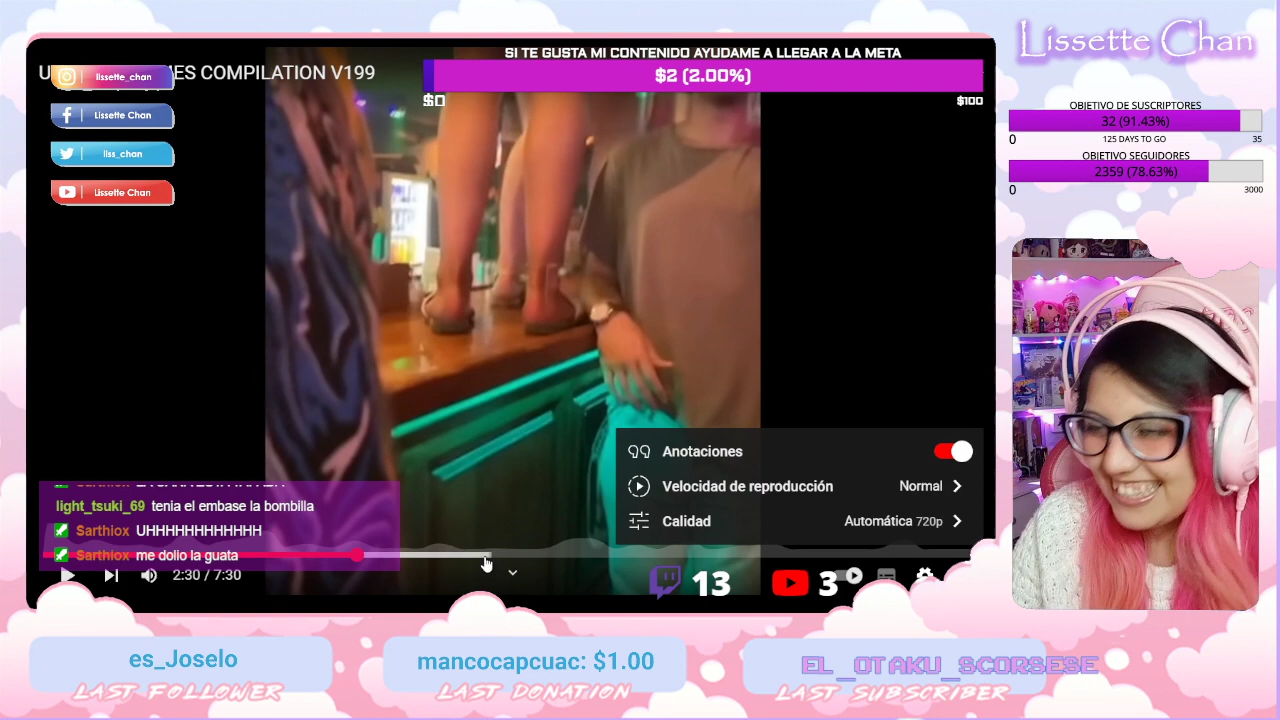 Lissette Chan
SI TE GUSTA MI CONTENIDO AYUDAME A LLEGAR A LA META
$2 (2.00%)
$0
$100
ES COMPILATION V199
lissette_chan
Lissette Chan
liss_chan
Lissette Chan
OBJETIVO DE SUSCRIPTORES
32 (91.43%)
0
125 DAYS TO GO
35
OBJETIVO SEGUIDORES
2359 (78.63%)
0
3000
Anotaciones
Velocidad de reproducción
Normal
Calidad
Automática 720p
light_tsuki_69 tenia el embase la bombilla
Sarthiox UHHHHHHHHHHHH
Sarthiox me dolio la guata
2:30 / 7:30
13
3
es_Joselo
LAST FOLLOWER
mancocapcuac: $1.00
LAST DONATION
EL_OTAKU_SCORSESE
LAST SUBSCRIBER